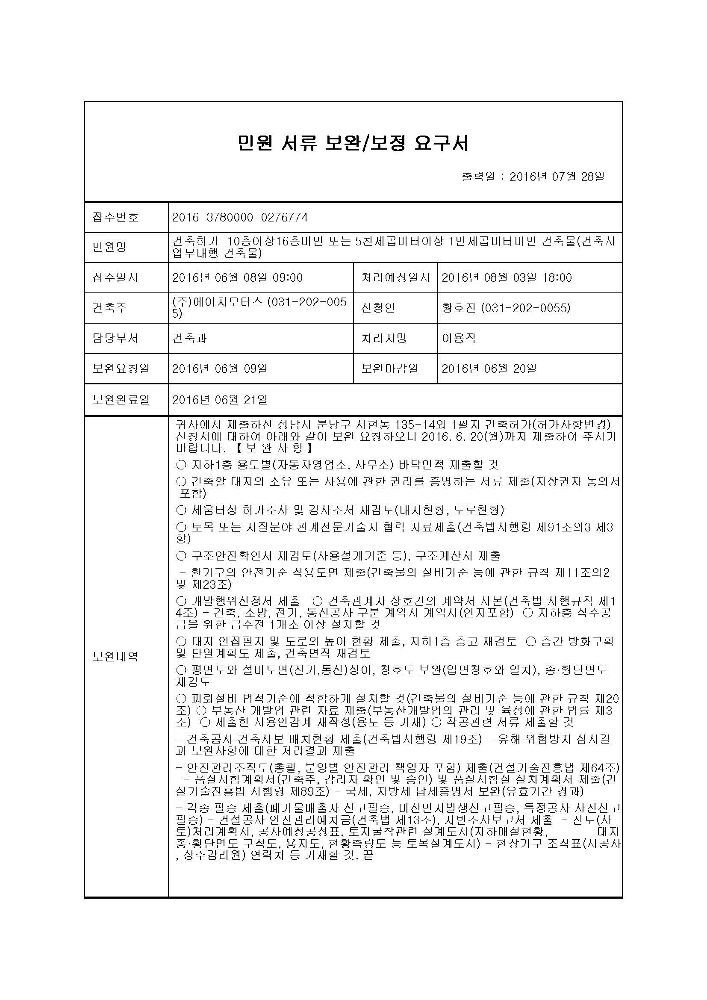 민원 서류 보완/보정 요구서
출력일 : 2016년 07월 28일
접수번호 2016-3780000-0276774
민원명 건축허가-10층이상16층미만 또는 5천제곱미터이상 1만제곱미터미만 건축물(건축사
업무대행 건축물)
접수일시 2016년 06월 08일 09:00 처리예정일시 2016년 08월 03일 18:00
건축주 (주)에이치모터스 (031-202-005
5) 신청인 황호진 (031-202-0055)
담당부서 건축과 처리자명 이용직
보완요청일 2016년 06월 09일 보완마감일 2016년 06월 20일
보완완료일 2016년 06월 21일
보완내역
귀사에서 제출하신 성남시 분당구 서현동 135-14외 1필지 건축허가(허가사항변경)
신청서에 대하여 아래와 같이 보완 요청하오니 2016. 6. 20(월)까지 제출하여 주시기
바랍니다. 【 보 완 사 항 】
○ 지하1층 용도별(자동차영업소, 사무소) 바닥면적 제출할 것
○ 건축할 대지의 소유 또는 사용에 관한 권리를 증명하는 서류 제출(지상권자 동의서
포함)
○ 세움터상 허가조사 및 검사조서 재검토(대지현황, 도로현황)
○ 토목 또는 지질분야 관계전문기술자 협력 자료제출(건축법시행령 제91조의3 제3
항)
○ 구조안전확인서 재검토(사용설계기준 등), 구조계산서 제출
- 환기구의 안전기준 적용도면 제출(건축물의 설비기준 등에 관한 규칙 제11조의2
및 제23조)
○ 개발행위신청서 제출 ○ 건축관계자 상호간의 계약서 사본(건축법 시행규칙 제1
4조) - 건축, 소방, 전기, 통신공사 구분 계약시 계약서(인지포함) ○ 지하층 식수공
급을 위한 급수전 1개소 이상 설치할 것
○ 대지 인접필지 및 도로의 높이 현황 제출, 지하1층 층고 재검토 ○ 층간 방화구획
및 단열계획도 제출, 건축면적 재검토
○ 평면도와 설비도면(전기,통신)상이, 창호도 보완(입면창호와 일치), 종·횡단면도
재검토
○ 피뢰설비 법적기준에 적합하게 설치할 것(건축물의 설비기준 등에 관한 규칙 제20
조) ○ 부동산 개발업 관련 자료 제출(부동산개발업의 관리 및 육성에 관한 법률 제3
조) ○ 제출한 사용인감계 재작성(용도 등 기재) ○ 착공관련 서류 제출할 것
- 건축공사 건축사보 배치현황 제출(건축법시행령 제19조) - 유해 위험방지 심사결
과 보완사항에 대한 처리결과 제출
- 안전관리조직도(총괄, 분양별 안전관리 책임자 포함) 제출(건설기술진흥법 제64조)
- 품질시험계획서(건축주, 감리자 확인 및 승인) 및 품질시험실 설치계획서 제출(건
설기술진흥법 시행령 제89조) - 국세, 지방세 납세증명서 보완(유효기간 경과)
- 각종 필증 제출(폐기물배출자 신고필증, 비산먼지발생신고필증, 특정공사 사전신고
필증) - 건설공사 안전관리예치금(건축법 제13조), 지반조사보고서 제출 - 잔토(사
토)처리계획서, 공사예정공정표, 토지굴착관련 설계도서(지하매설현황, 대지
종·횡단면도 구적도, 용지도, 현황측량도 등 토목설계도서) - 현장기구 조직표(시공사
, 상주감리원) 연락처 등 기재할 것. 끝